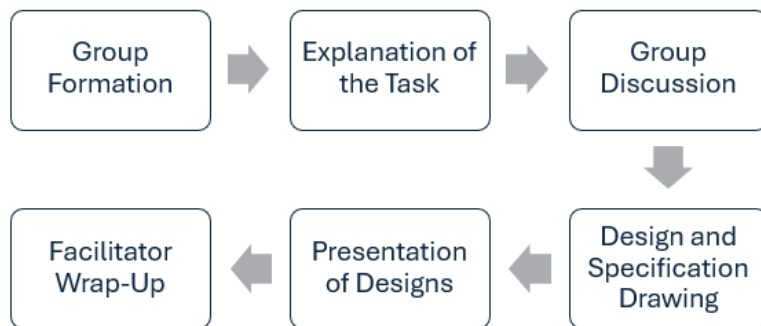 Group
Formation
Explanation of
the Task
Group
Discussion
Design and
Specification
Drawing
Presentation
of Designs
Facilitator
Wrap-Up